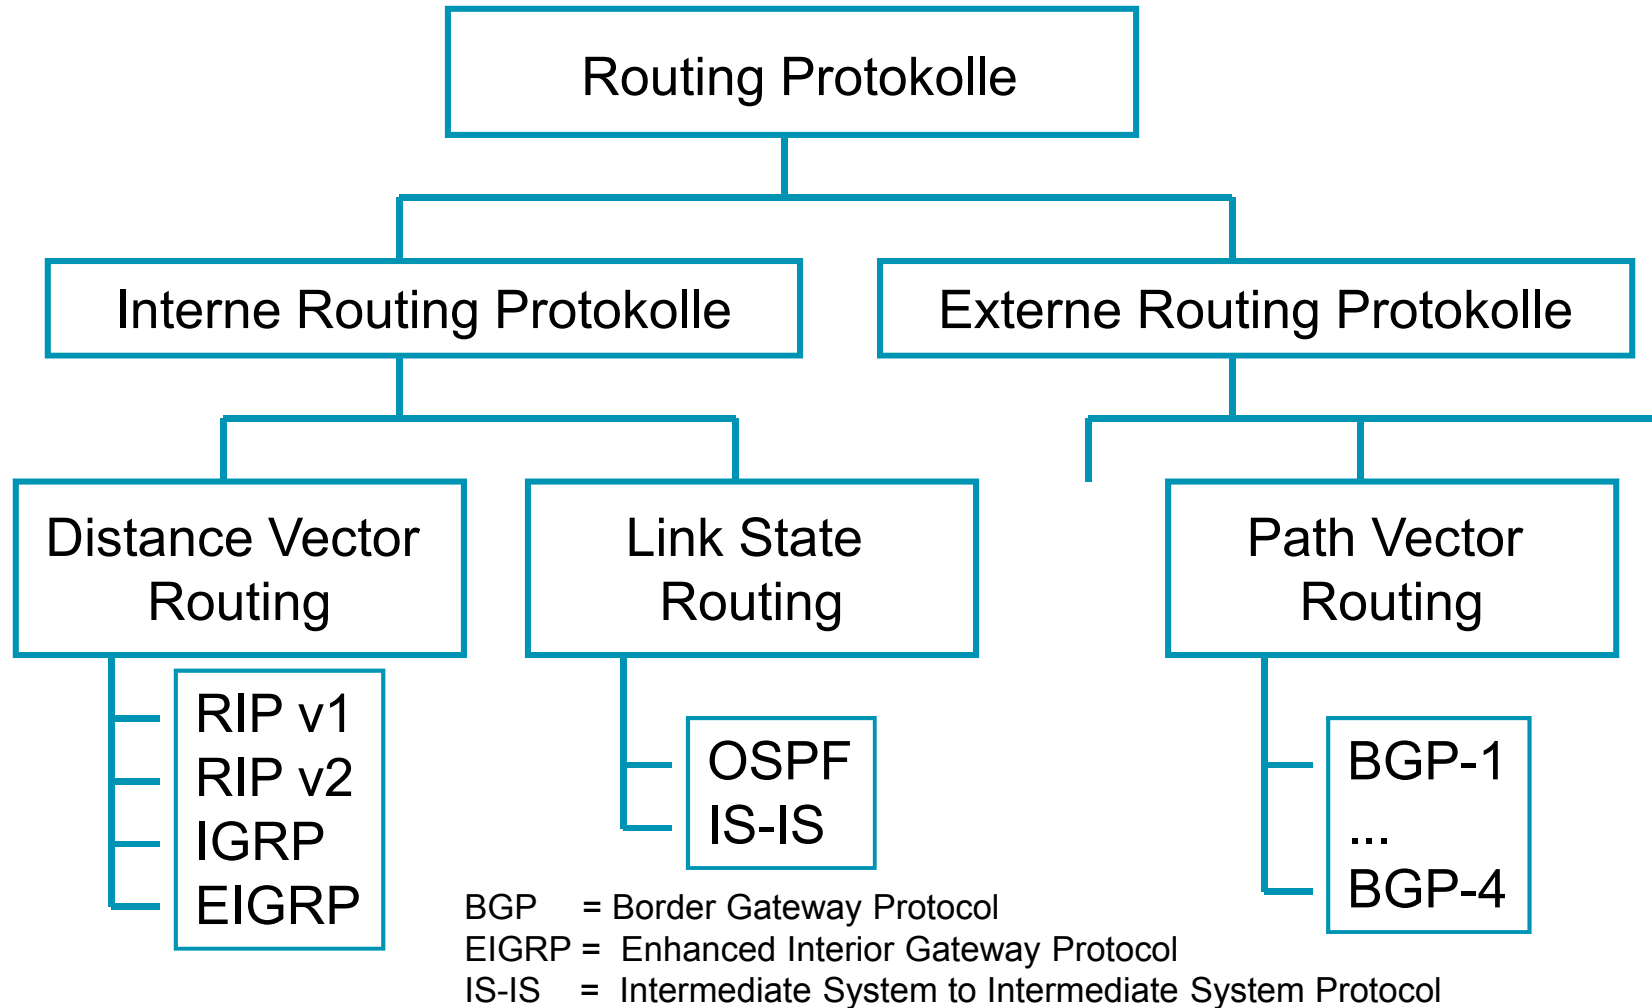 Routing Protokolle
Interne Routing Protokolle
Externe Routing Protokolle
Distance Vector
Routing
Link State
Routing
Path Vector
Routing
RIP v1
RIP v2
IGRP
EIGRP
OSPF
IS-IS
BGP-1
...
BGP-4
BGP = Border Gateway Protocol
EIGRP = Enhanced Interior Gateway Protocol
IS-IS = Intermediate System to Intermediate System Protocol